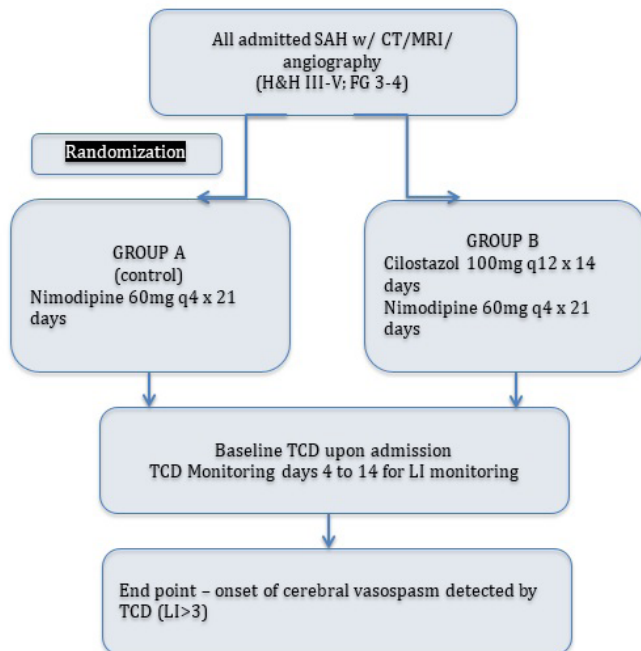 All admitted SAH w/ CT/MRI/
angiography
(H&H III-V; FG 3-4)
Randomization
GROUP A
(control)
Nimodipine 60mg q4 x 21
days
GROUP B
Cilostazol 100mg q12 x 14
days
Nimodipine 60mg q4 x 21
days
Baseline TCD upon admission
TCD Monitoring days 4 to 14 for LI monitoring
End point – onset of cerebral vasospasm detected by
TCD (LI>3)